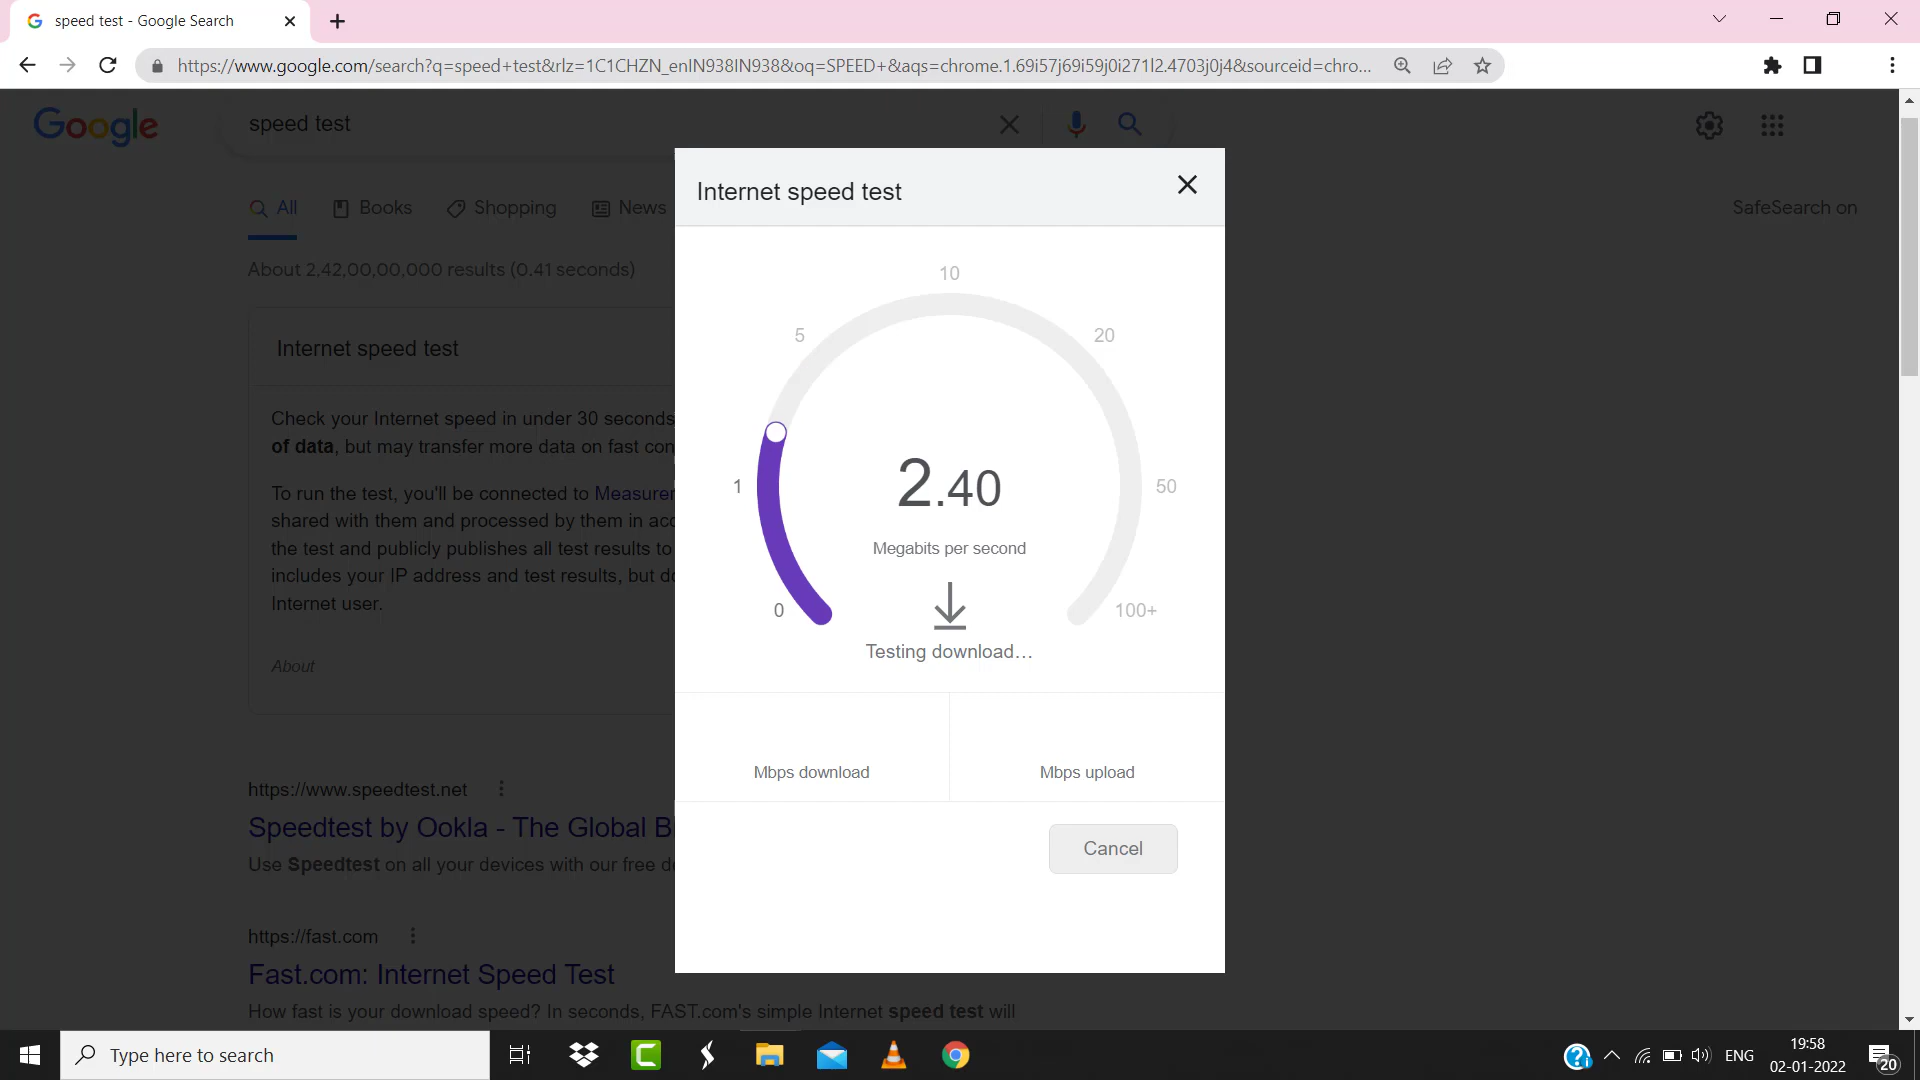 speed test - Google Search
https://www.google.com/search?q=speed+test&rlz=1C1CHZN_enIN938IN938&oq=SPEED+&aqs=chrome.1.69i57j69i59j0i271l2.4703j0j4&sourceid=chro...
Google
speed test
All
Books
Shopping
News
SafeSearch on
About 2,42,00,00,000 results (0.41 seconds)
Internet speed test
Check your Internet speed in under 30 seconds
of data, but may transfer more data on fast con
To run the test, you'll be connected to Measurer
shared with them and processed by them in acc
the test and publicly publishes all test results to
includes your IP address and test results, but do
Internet user.
About
https://www.speedtest.net
Speedtest by Ookla - The Global B
Use Speedtest on all your devices with our free de
https://fast.com
Fast.com: Internet Speed Test
How fast is your download speed? In seconds, FAST.com's simple Internet speed test will
Internet speed test
10
5
20
1
50
0
100+
2.40
Megabits per second
Testing download...
Mbps download
Mbps upload
Cancel
Type here to search
ENG
19:58
02-01-2022
20